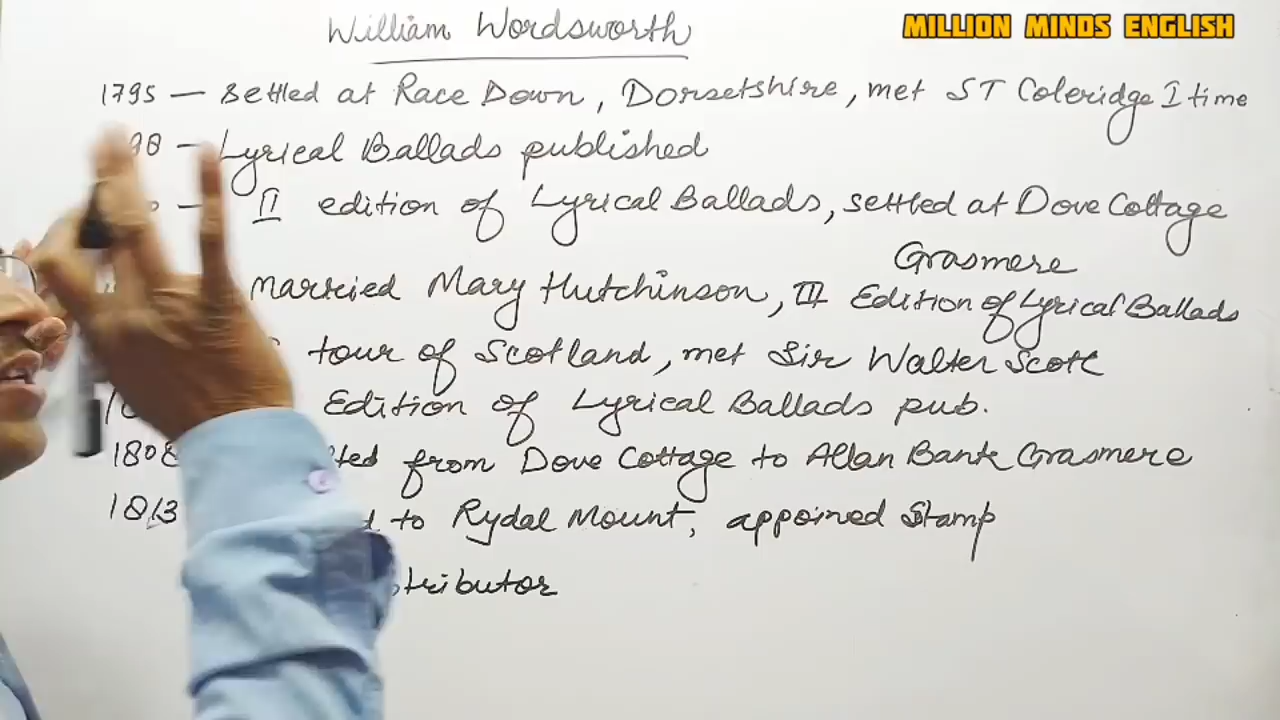 William Wordsworth
MILLION MINDS ENGLISH
1795 — Settled at Race Down, Dorsetshire, met ST Coleridge I time
98 — Lyrical Ballads published
— II edition of Lyrical Ballads, settled at Dove Cottage
Grasmere
married Mary Hutchinson, III Edition of Lyrical Ballads
tour of Scotland, met Sir Walter Scott
Edition of Lyrical Ballads pub.
1808 from Dove Cottage to Allan Bank Grasmere
1813 to Rydal Mount, appoined Stamp
tributor